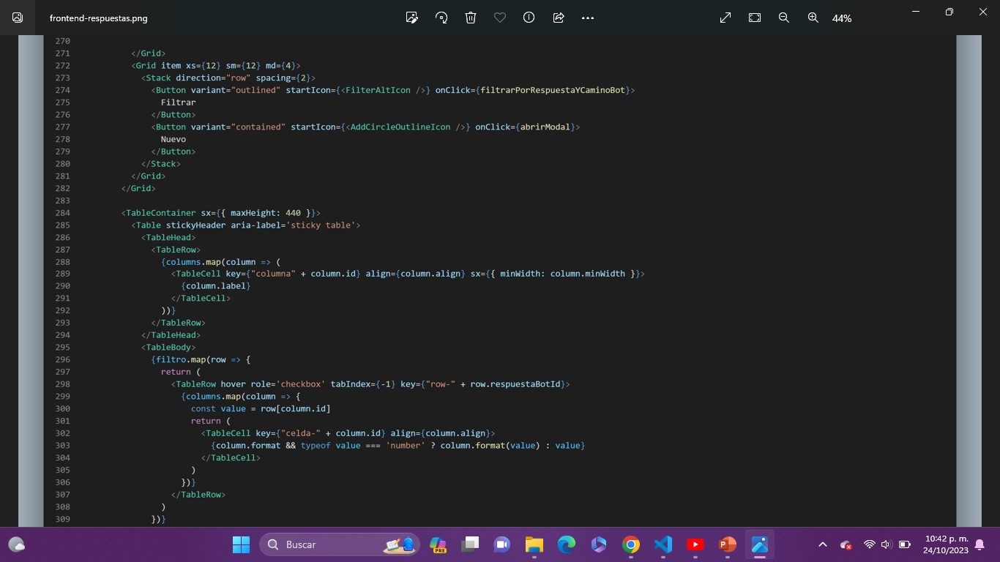 frontend-respuestas.png
44%
270
271 </Grid>
272 <Grid item xs={12} sm={12} md={4}>
273 <Stack direction="row" spacing={2}>
274 <Button variant="outlined" startIcon={<FilterAltIcon />} onClick={filtrarPorRespuestaYCaminoBot}>
275 Filtrar
276 </Button>
277 <Button variant="contained" startIcon={<AddCircleOutlineIcon />} onClick={abrirModal}>
278 Nuevo
279 </Button>
280 </Stack>
281 </Grid>
282 </Grid>
283
284 <TableContainer sx={{ maxHeight: 440 }}>
285 <Table stickyHeader aria-label='sticky table'>
286 <TableHead>
287 <TableRow>
288 {columns.map(column => (
289 <TableCell key={"columna" + column.id} align={column.align} sx={{ minWidth: column.minWidth }}>
290 {column.label}
291 </TableCell>
292 ))}
293 </TableRow>
294 </TableHead>
295 <TableBody>
296 {filtro.map(row => {
297 return (
298 <TableRow hover role='checkbox' tabIndex={-1} key={"row-" + row.respuestaBotId}>
299 {columns.map(column => {
300 const value = row[column.id]
301 return (
302 <TableCell key={"celda-" + column.id} align={column.align}>
303 {column.format && typeof value === 'number' ? column.format(value) : value}
304 </TableCell>
305 )
306 })}
307 </TableRow>
308 )
309 })}
Buscar
PRE
10:42 p. m.
24/10/2023